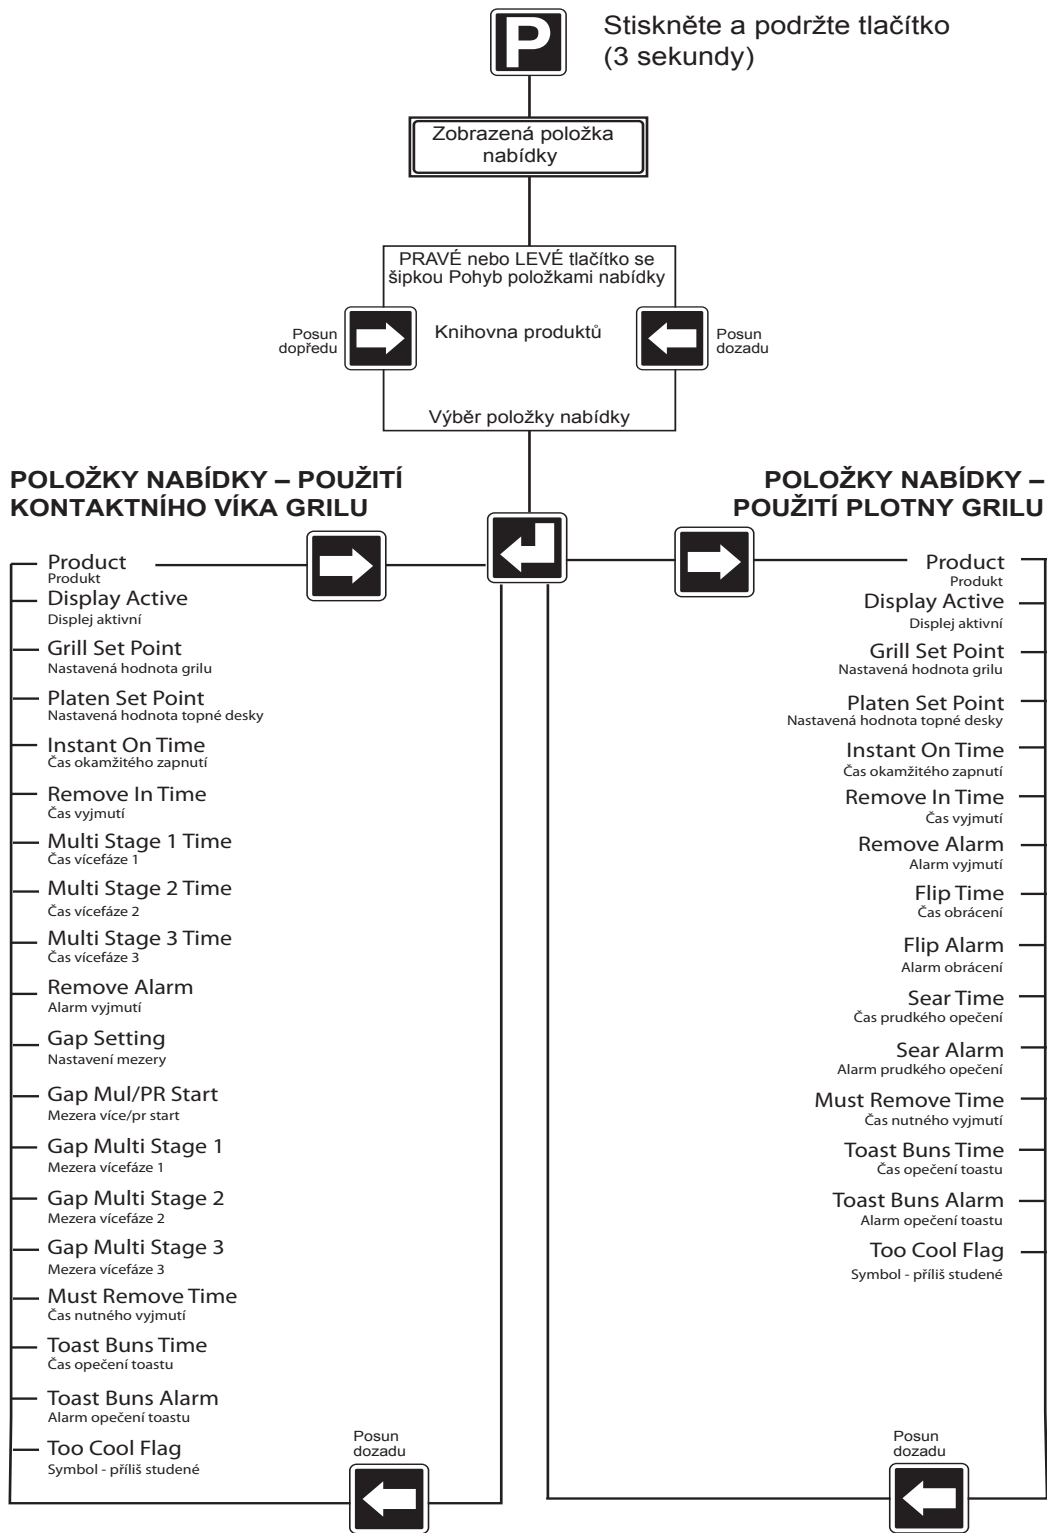 P
Stiskněte a podržte tlačítko
(3 sekundy)
Zobrazená položka
nabídky
PRAVÉ nebo LEVÉ tlačítko se
šipkou Pohyb položkami nabídky
Posun
dopředu
Knihovna produktů
Posun
dozadu
Výběr položky nabídky
POLOŽKY NABÍDKY – POUŽITÍ
KONTAKTNÍHO VÍKA GRILU
Product
Produkt
Display Active
Displej aktivní
Grill Set Point
Nastavená hodnota grilu
Platen Set Point
Nastavená hodnota topné desky
Instant On Time
Čas okamžitého zapnutí
Remove In Time
Čas vyjmutí
Multi Stage 1 Time
Čas vícefáze 1
Multi Stage 2 Time
Čas vícefáze 2
Multi Stage 3 Time
Čas vícefáze 3
Remove Alarm
Alarm vyjmutí
Gap Setting
Nastavení mezery
Gap Mul/PR Start
Mezera více/pr start
Gap Multi Stage 1
Mezera vícefáze 1
Gap Multi Stage 2
Mezera vícefáze 2
Gap Multi Stage 3
Mezera vícefáze 3
Must Remove Time
Čas nutného vyjmutí
Toast Buns Time
Čas opečení toastu
Toast Buns Alarm
Alarm opečení toastu
Too Cool Flag
Symbol - příliš studené
Posun
dozadu
POLOŽKY NABÍDKY –
POUŽITÍ PLOTNY GRILU
Product
Produkt
Display Active
Displej aktivní
Grill Set Point
Nastavená hodnota grilu
Platen Set Point
Nastavená hodnota topné desky
Instant On Time
Čas okamžitého zapnutí
Remove In Time
Čas vyjmutí
Remove Alarm
Alarm vyjmutí
Flip Time
Čas obrácení
Flip Alarm
Alarm obrácení
Sear Time
Čas prudkého opečení
Sear Alarm
Alarm prudkého opečení
Must Remove Time
Čas nutného vyjmutí
Toast Buns Time
Čas opečení toastu
Toast Buns Alarm
Alarm opečení toastu
Too Cool Flag
Symbol - příliš studené
Posun
dozadu